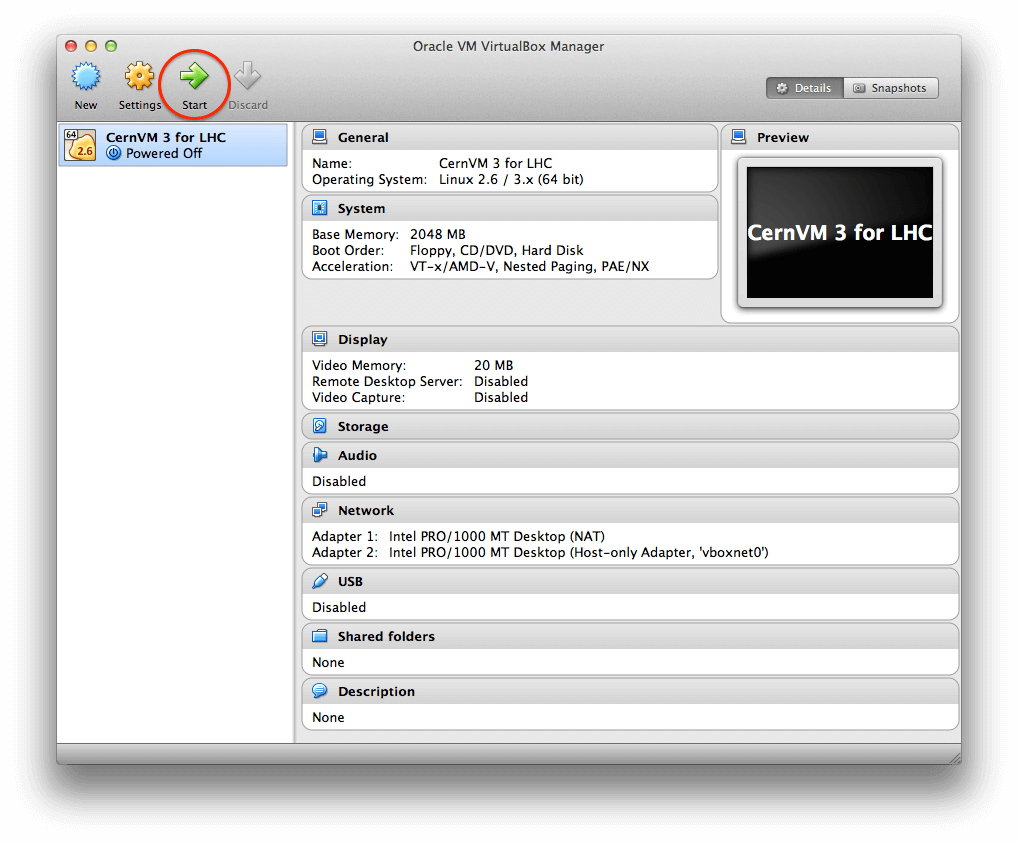 Oracle VM VirtualBox Manager
New Settings Start Discard
Details Snapshots
64
2.6
CernVM 3 for LHC
Powered Off
General
Name: CernVM 3 for LHC
Operating System: Linux 2.6 / 3.x (64 bit)
System
Base Memory: 2048 MB
Boot Order: Floppy, CD/DVD, Hard Disk
Acceleration: VT-x/AMD-V, Nested Paging, PAE/NX
Preview
CernVM 3 for LHC
Display
Video Memory: 20 MB
Remote Desktop Server: Disabled
Video Capture: Disabled
Storage
Audio
Disabled
Network
Adapter 1: Intel PRO/1000 MT Desktop (NAT)
Adapter 2: Intel PRO/1000 MT Desktop (Host-only Adapter, 'vboxnet0')
USB
Disabled
Shared folders
None
Description
None